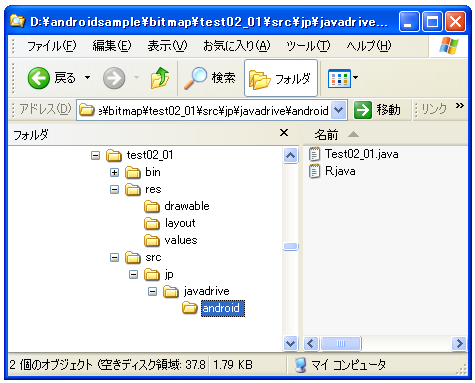 D:¥androidsample¥bitmap¥test02_01¥src¥jp¥javadrive...
ファイル(F) 編集(E) 表示(V) お気に入り(A) ツール(T) ヘルプ(H)
戻る 検索 フォルダ
アドレス(D) ¥bitmap¥test02_01¥src¥jp¥javadrive¥android 移動 リンク »
フォルダ
名前
test02_01
bin
res
drawable
layout
values
src
jp
javadrive
android
Test02_01.java
R.java
2 個のオブジェクト (空きディスク領域: 37.8 1.79 KB マイ コンピュータ